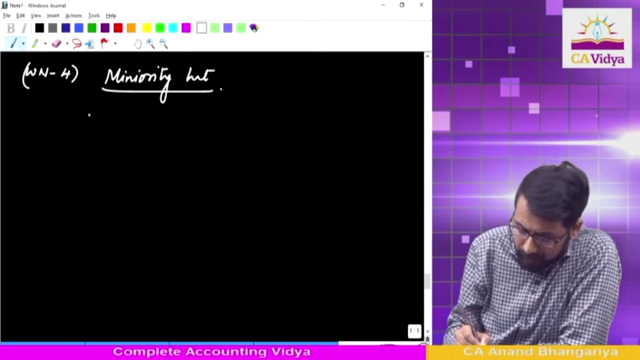 Note1 - Windows Journal
File Edit View Insert Actions Tools Help
B I
(WN-4) Miniority Int.
1/1
CA Vidya
Complete Accounting Vidya
CA Anand Bhangariya